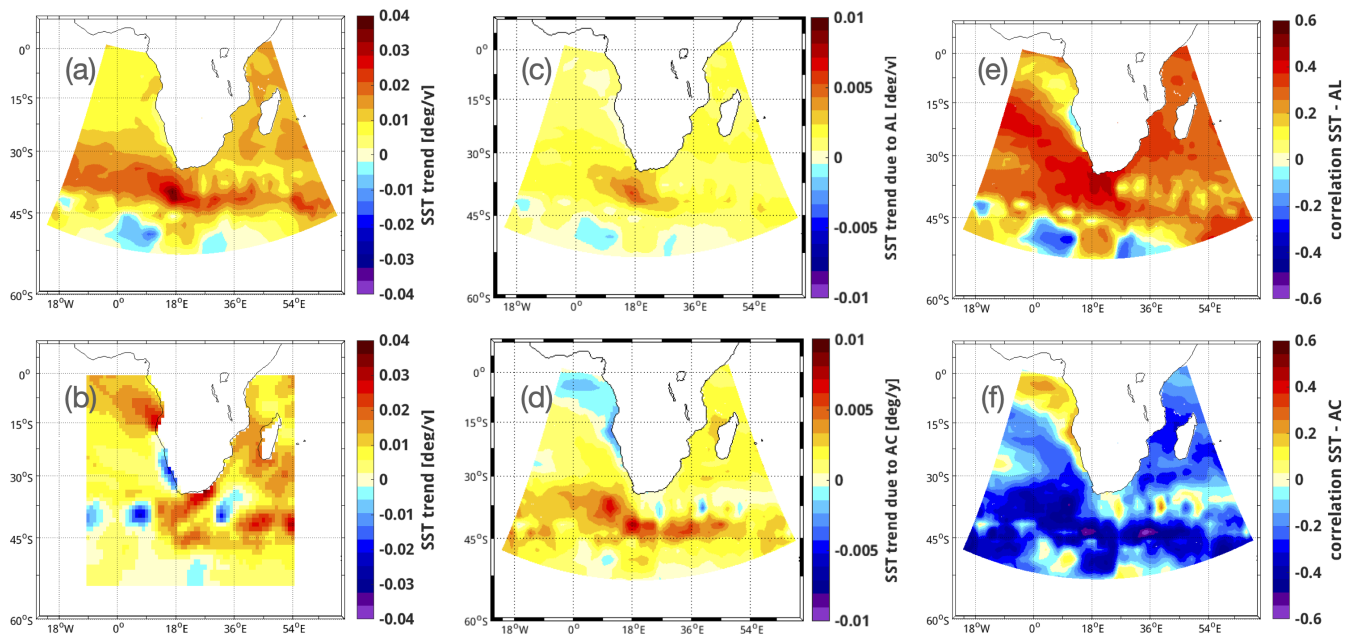 (a)
0°
15°S
30°S
45°S
60°S
18°W 0° 18°E 36°E 54°E
0.04
0.03
0.02
0.01
0
-0.01
-0.02
-0.03
-0.04
SST trend [deg/v]
(c)
0°
15°S
30°S
45°S
60°S
18°W 0° 18°E 36°E 54°E
0.01
0.005
0
-0.005
-0.01
SST trend due to AL [deg/v]
(e)
0°
15°S
30°S
45°S
60°S
18°W 0° 18°E 36°E 54°E
0.6
0.4
0.2
0
-0.2
-0.4
-0.6
correlation SST - AL
(b)
0°
15°S
30°S
45°S
60°S
18°W 0° 18°E 36°E 54°E
0.04
0.03
0.02
0.01
0
-0.01
-0.02
-0.03
-0.04
SST trend [deg/v]
(d)
0°
15°S
30°S
45°S
60°S
18°W 0° 18°E 36°E 54°E
0.01
0.005
0
-0.005
-0.01
SST trend due to AC [deg/y]
(f)
0°
15°S
30°S
45°S
60°S
18°W 0° 18°E 36°E 54°E
0.6
0.4
0.2
0
-0.2
-0.4
-0.6
correlation SST - AC